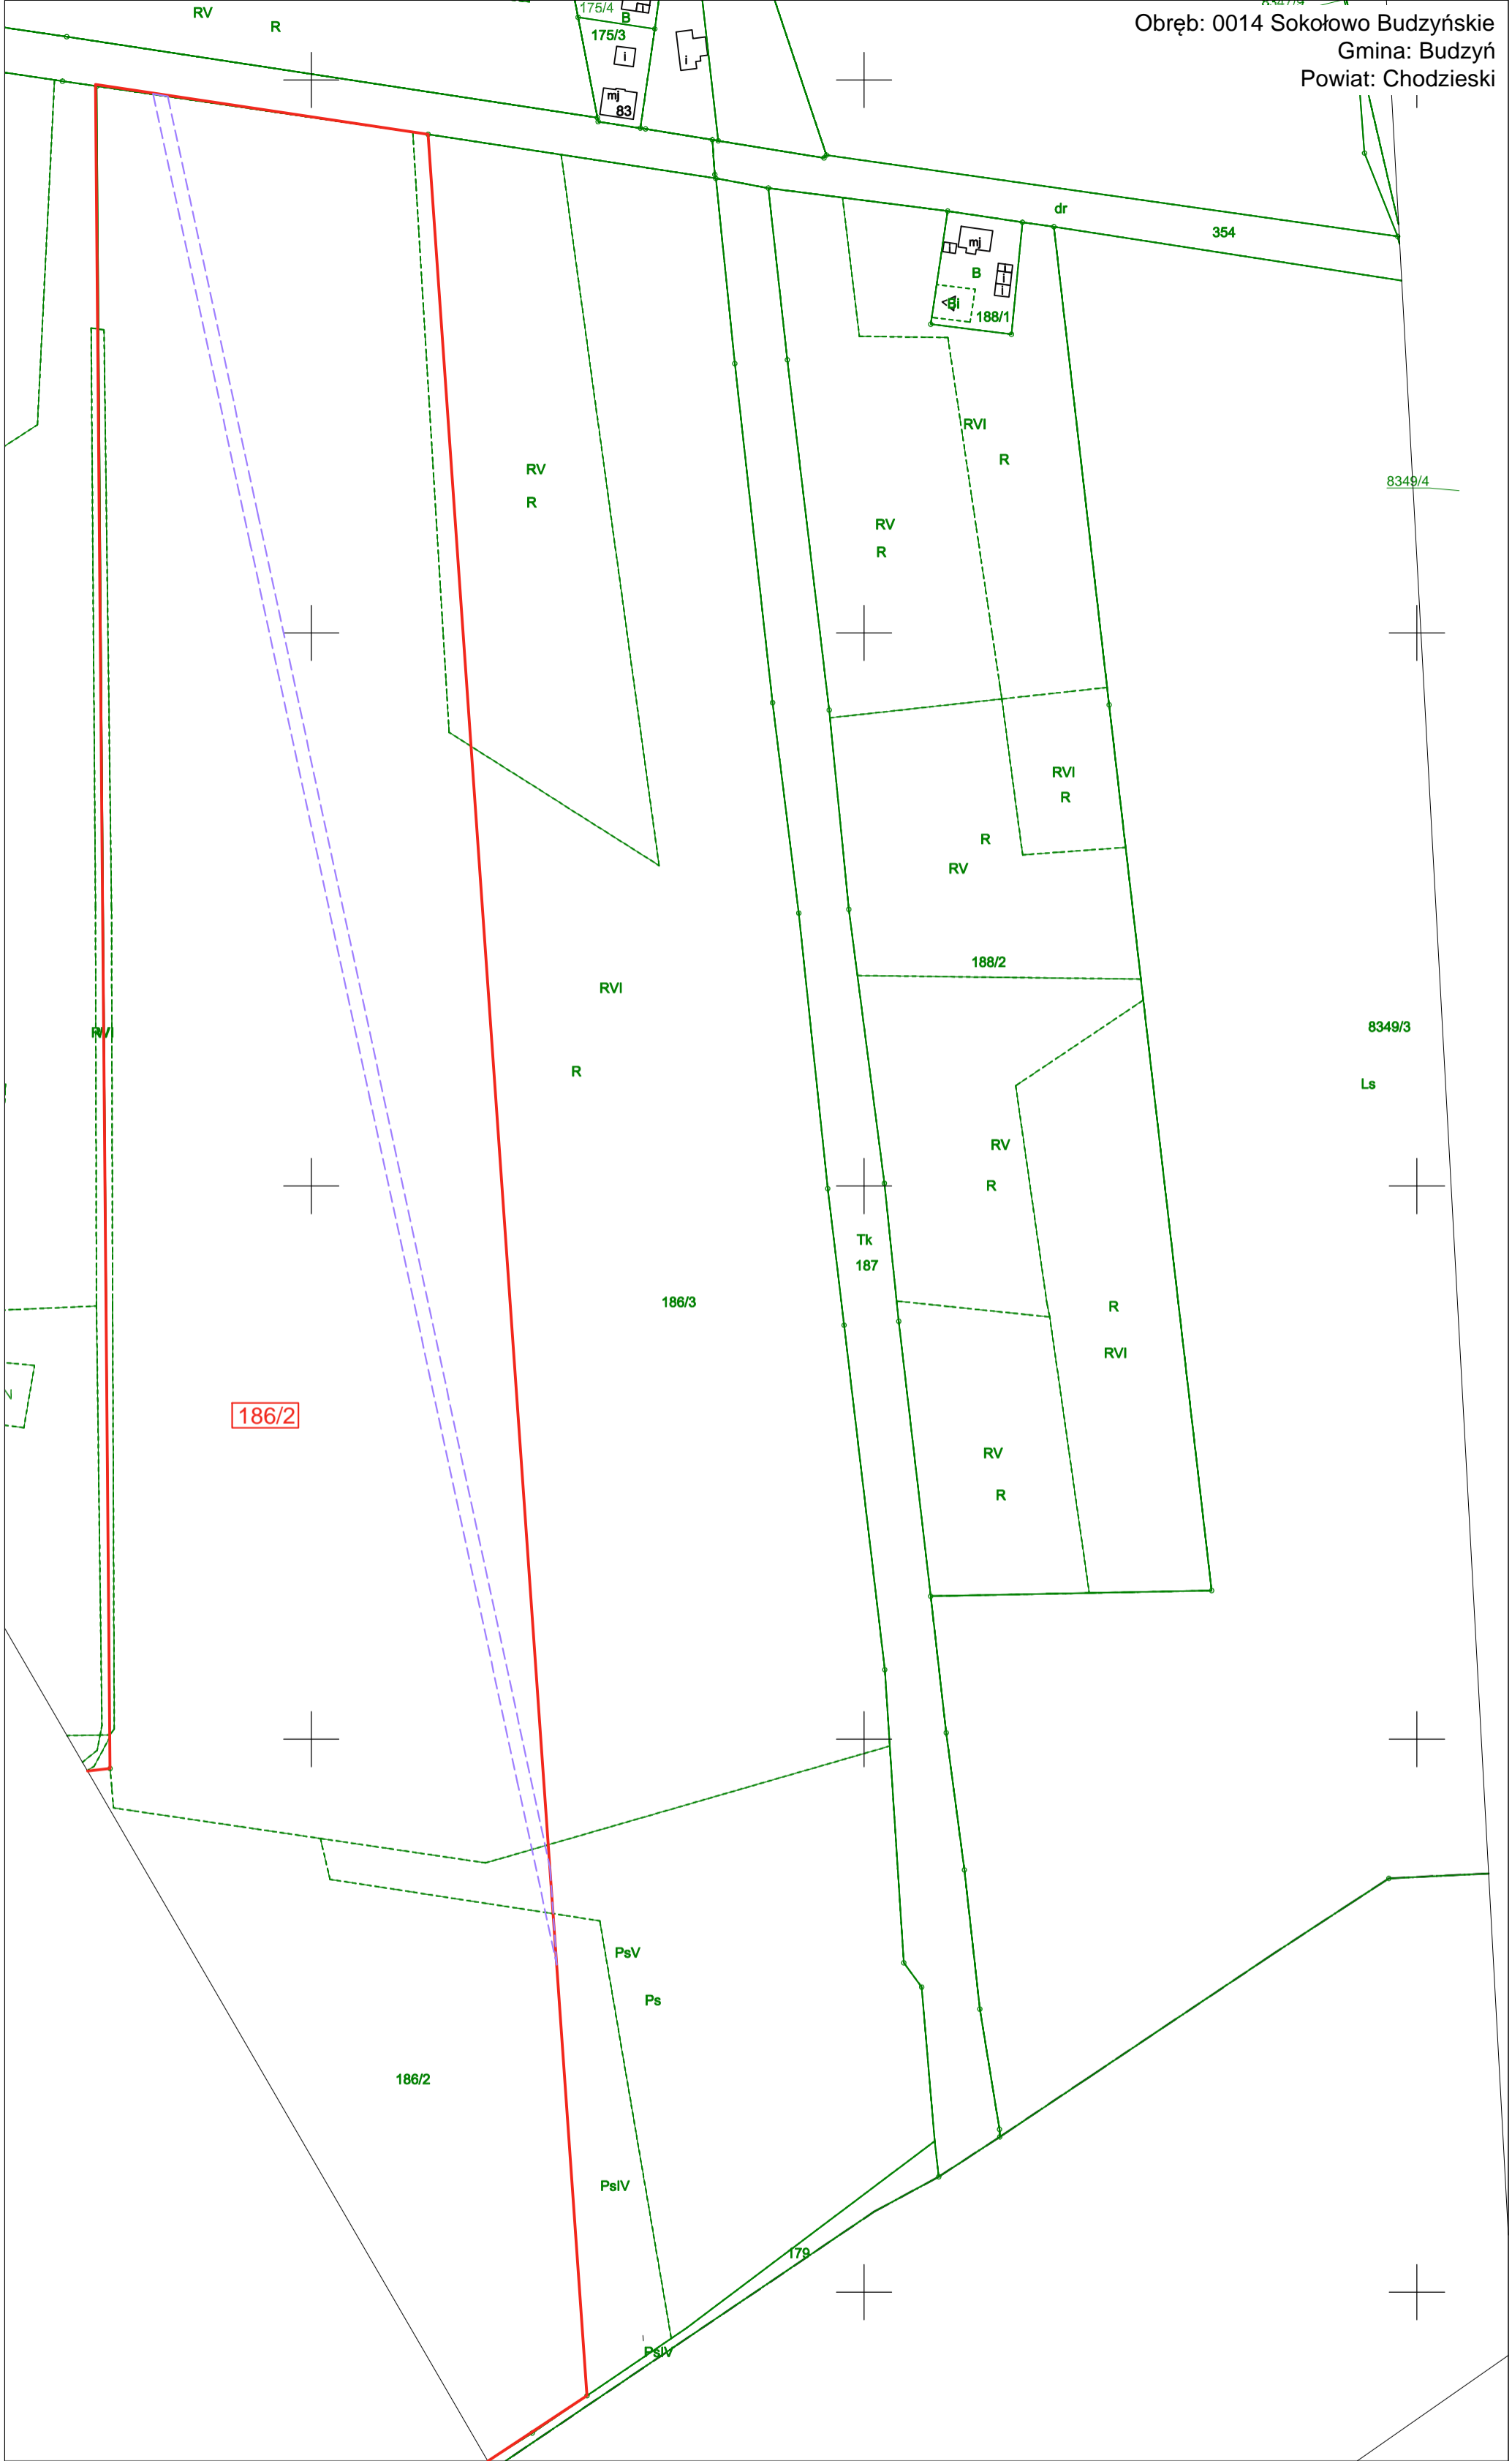 Obręb: 0014 Sokołowo Budzyńskie
Gmina: Budzyń
Powiat: Chodzieski
RV
R
175/4
B
175/3
i
i
mj
83
dr
354
mj
i
B
i
i
Bi
188/1
RVI
R
RV
R
8349/4
RV
R
RVI
R
R
RV
188/2
RVI
R
RVI
8349/3
Ls
RV
R
Tk
187
186/3
R
RVI
186/2
RV
R
PsV
Ps
186/2
PsIV
179
PsIV